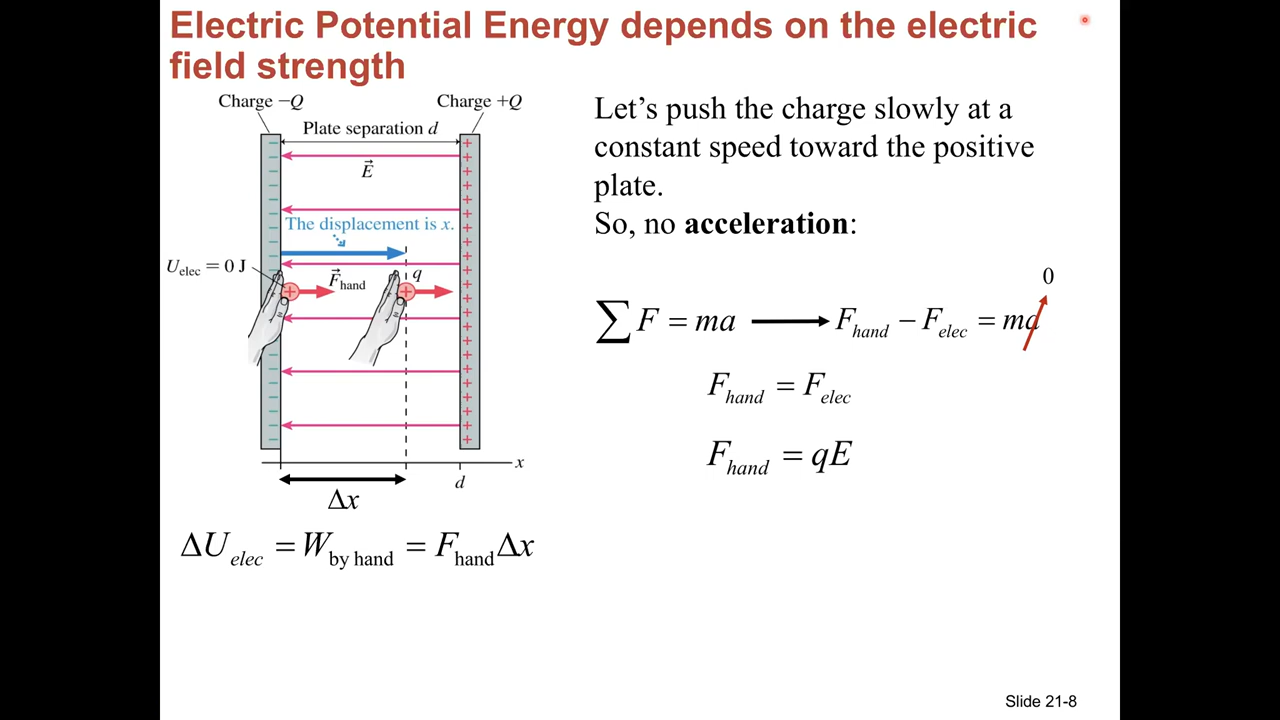 Electric Potential Energy depends on the electric
field strength
Charge −Q
Charge +Q
Plate separation d
E⃗
The displacement is x.
U_elec = 0 J
F⃗_hand
q
x
d
Δx
ΔU_elec = W_by hand = F_hand Δx
Let’s push the charge slowly at a
constant speed toward the positive
plate.
So, no acceleration:
0
∑F = ma ⟶ F_hand − F_elec = ma
F_hand = F_elec
F_hand = qE
Slide 21-8